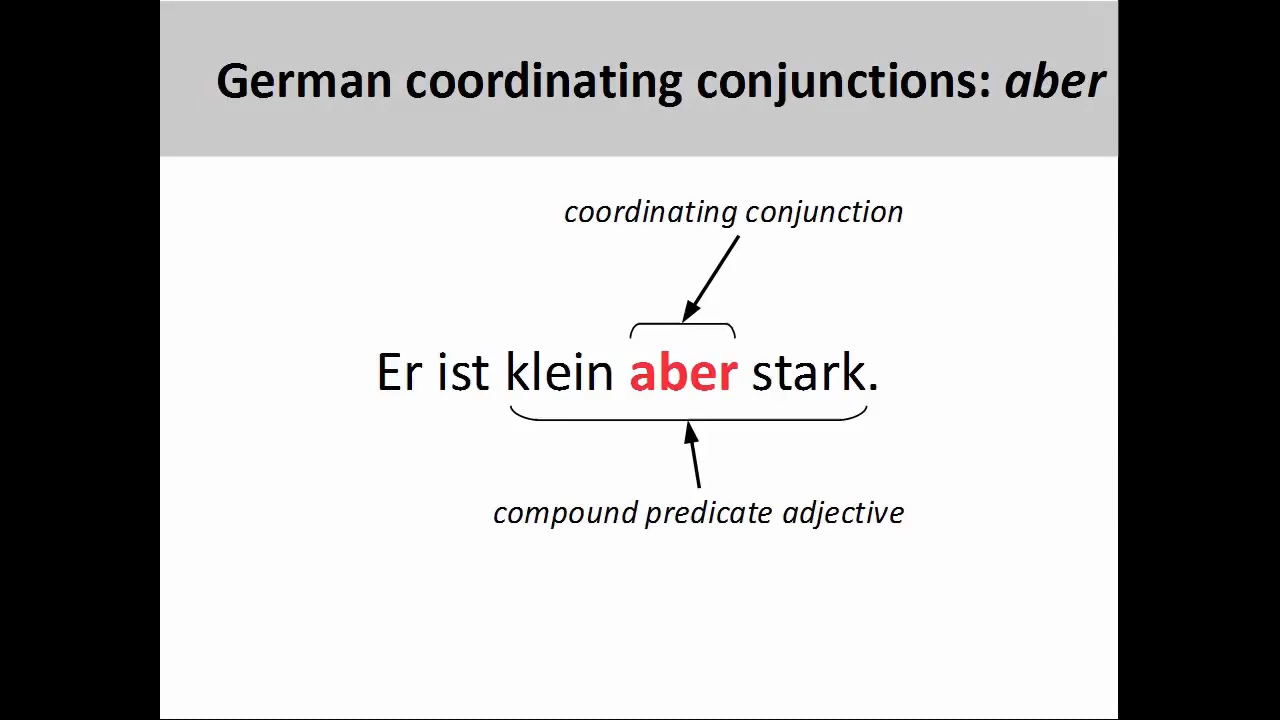 German coordinating conjunctions: aber
coordinating conjunction
Er ist klein aber stark.
compound predicate adjective